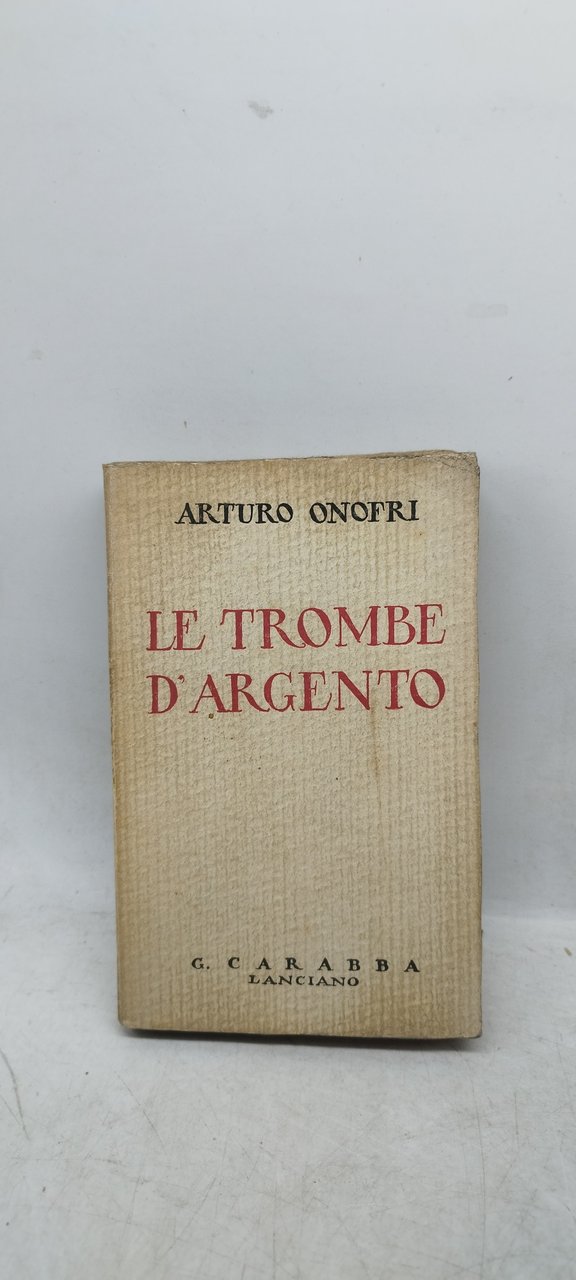 ARTURO ONOFRI
LE TROMBE
D'ARGENTO
G. CARABBA
LANCIANO